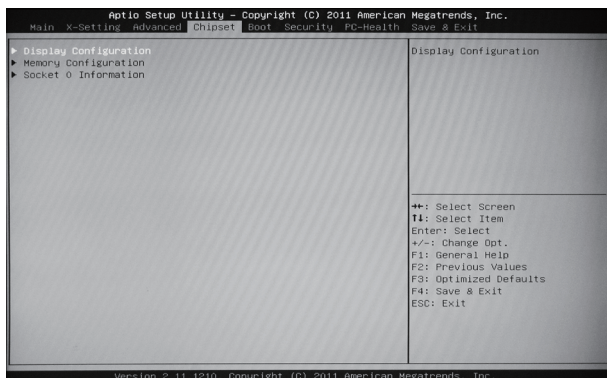 Aptio Setup Utility – Copyright (C) 2011 American Megatrends, Inc.
Main X-Setting Advanced Chipset Boot Security PC-Health Save & Exit
▶ Display Configuration
▶ Memory Configuration
▶ Socket 0 Information
Display Configuration
→←: Select Screen
↑↓: Select Item
Enter: Select
+/-: Change Opt.
F1: General Help
F2: Previous Values
F3: Optimized Defaults
F4: Save & Exit
ESC: Exit
Version 2.11.1210. Copyright (C) 2011 American Megatrends, Inc.